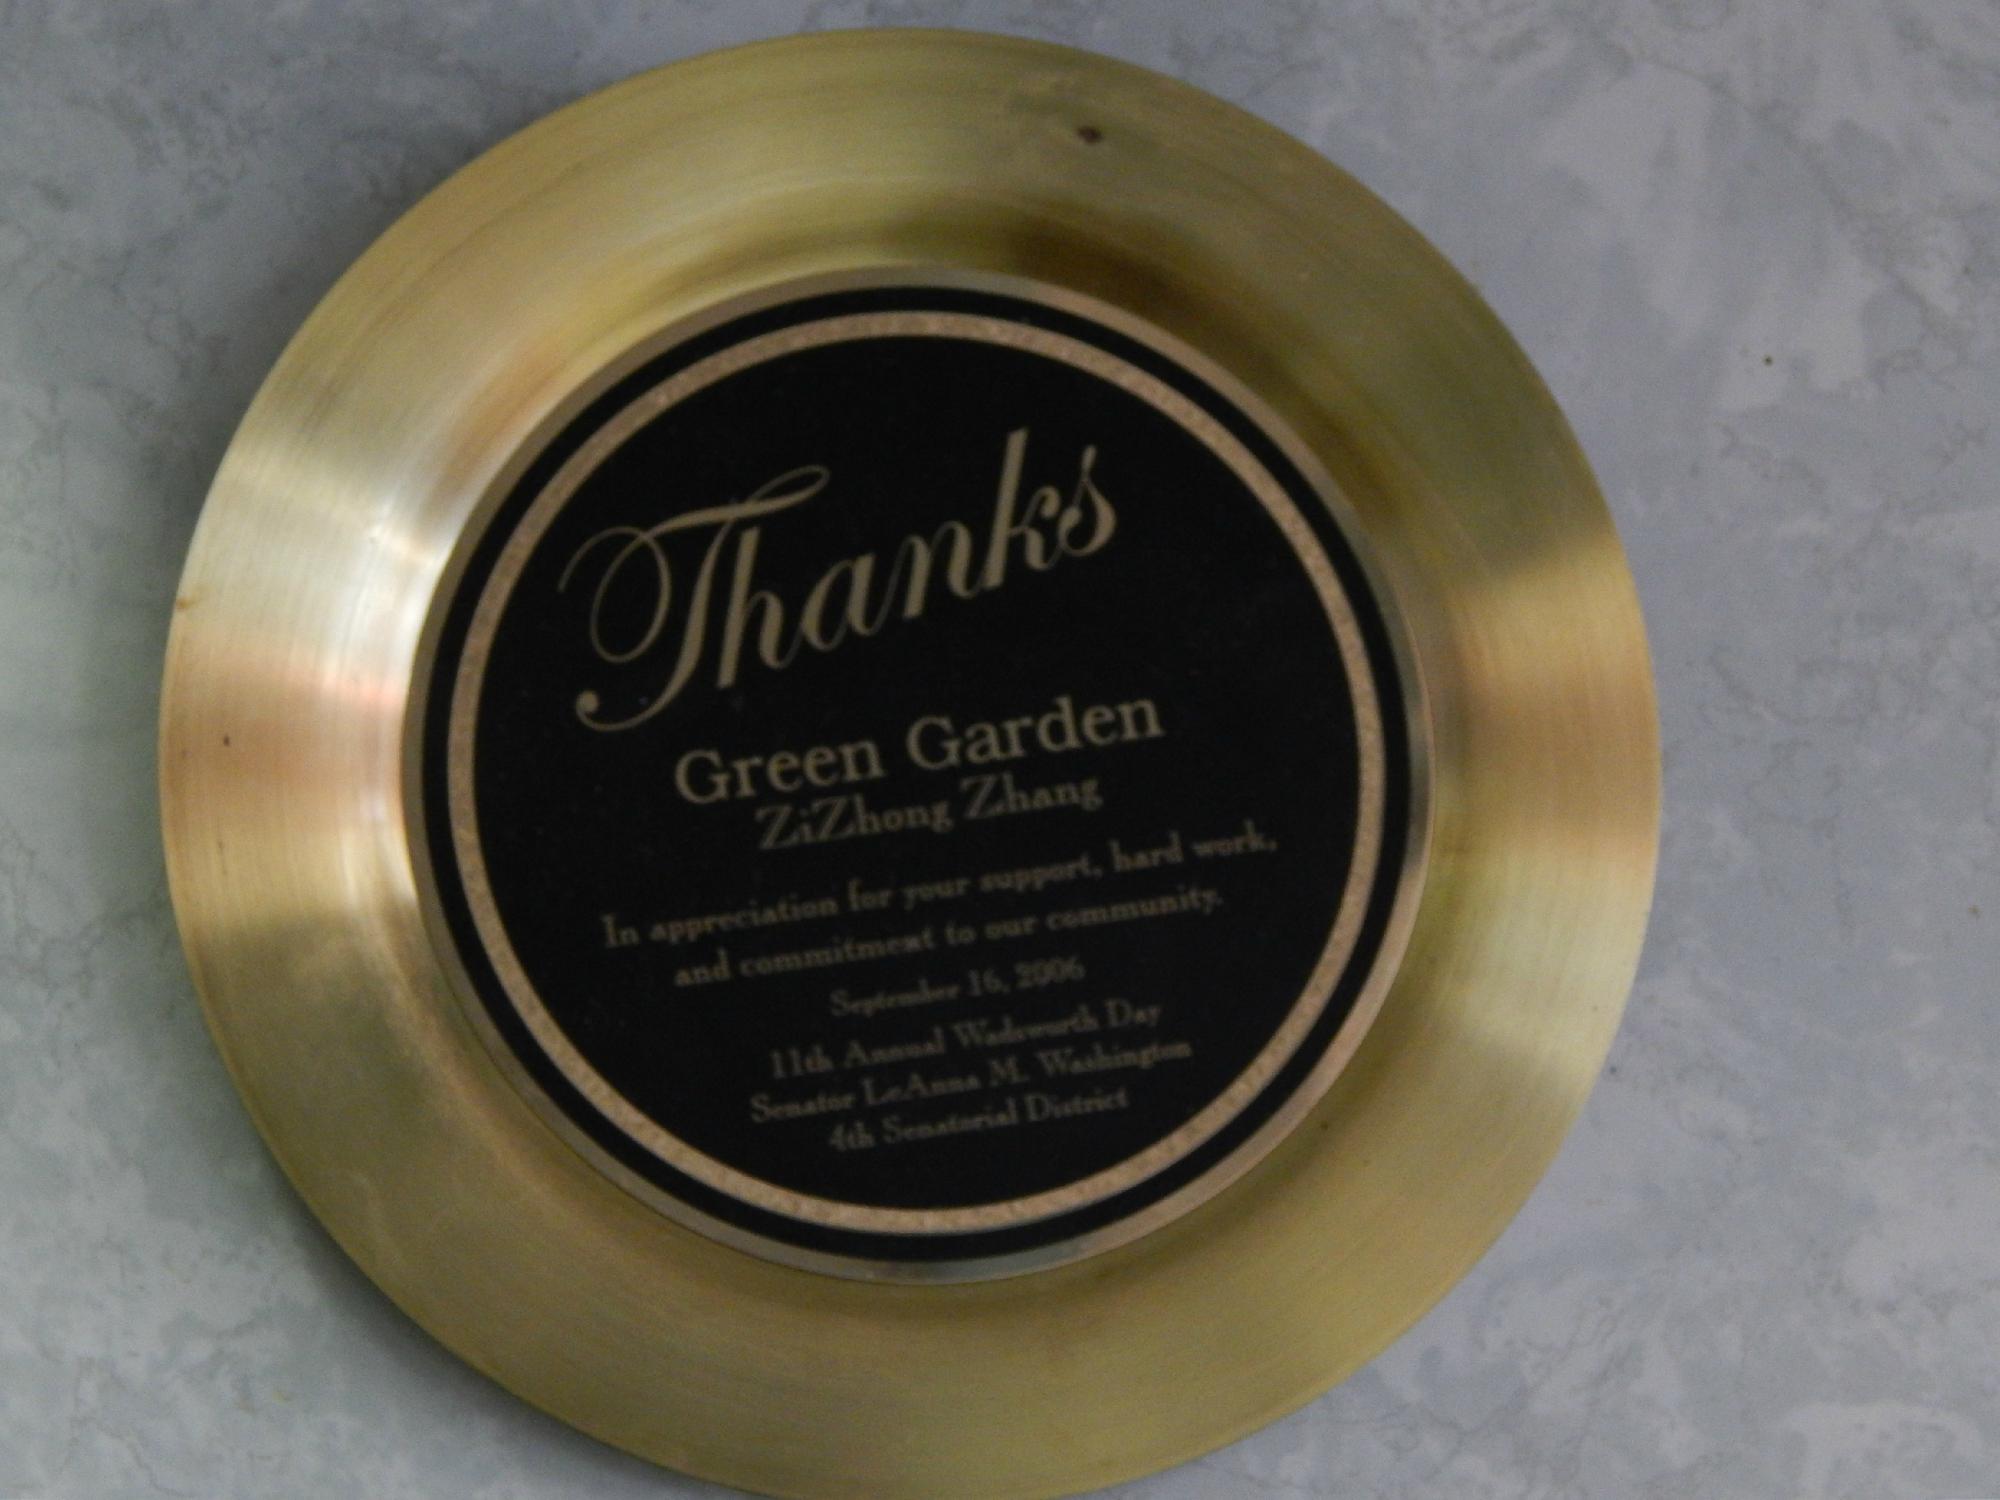 Thanks
Green Garden
ZiZhong Zhang
In appreciation for your support, hard work,
and commitment to our community.
September 16, 2006
11th Annual Wadsworth Day
Senator LeAnna M. Washington
4th Senatorial District